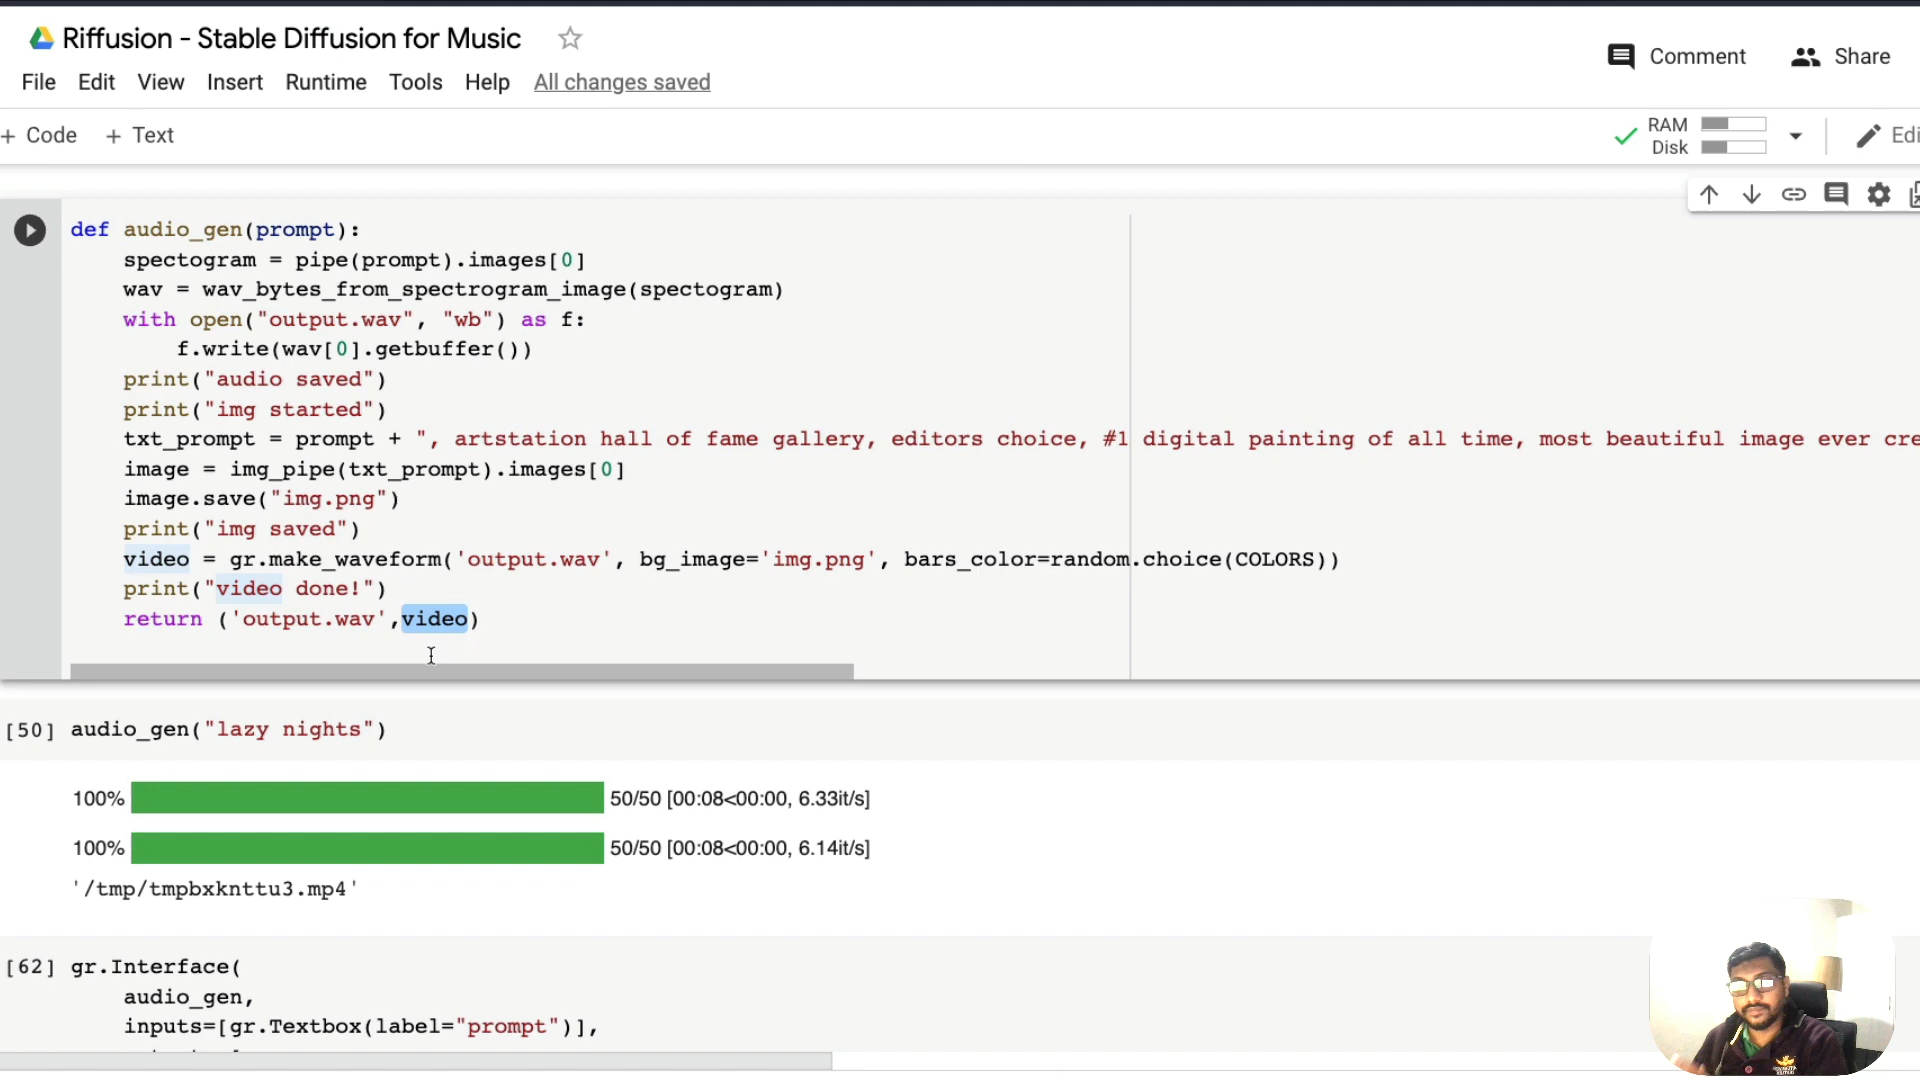 Riffusion - Stable Diffusion for Music
Comment
Share
File Edit View Insert Runtime Tools Help All changes saved
+ Code + Text
RAM
Disk
Edi
def audio_gen(prompt):
spectogram = pipe(prompt).images[0]
wav = wav_bytes_from_spectrogram_image(spectogram)
with open("output.wav", "wb") as f:
f.write(wav[0].getbuffer())
print("audio saved")
print("img started")
txt_prompt = prompt + ", artstation hall of fame gallery, editors choice, #1 digital painting of all time, most beautiful image ever cre
image = img_pipe(txt_prompt).images[0]
image.save("img.png")
print("img saved")
video = gr.make_waveform('output.wav', bg_image='img.png', bars_color=random.choice(COLORS))
print("video done!")
return ('output.wav',video)
[50] audio_gen("lazy nights")
100% 50/50 [00:08<00:00, 6.33it/s]
100% 50/50 [00:08<00:00, 6.14it/s]
'/tmp/tmpbxknttu3.mp4'
[62] gr.Interface(
audio_gen,
inputs=[gr.Textbox(label="prompt")],